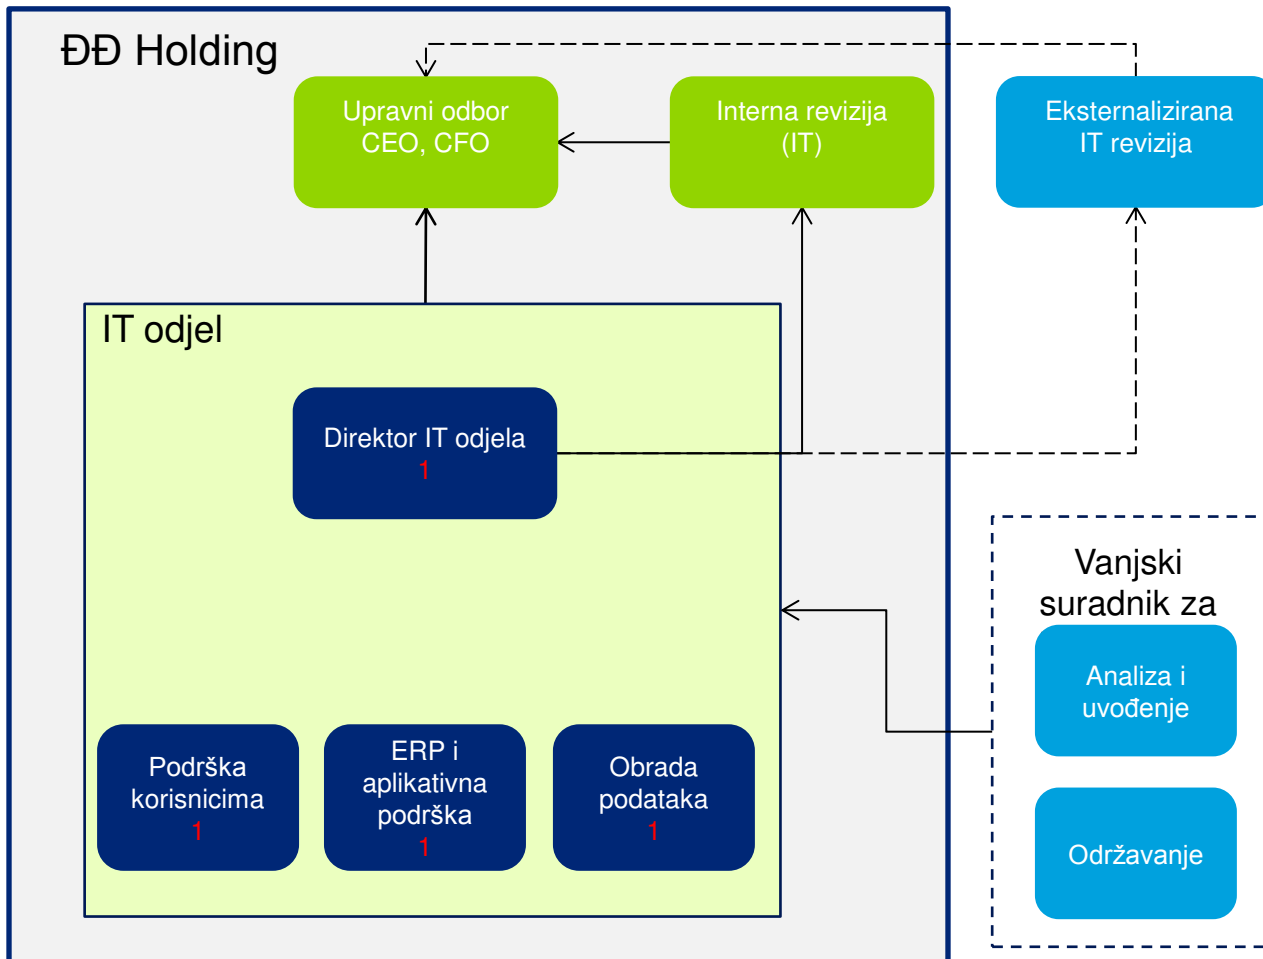 ĐĐ Holding
Upravni odbor
CEO, CFO
Interna revizija
(IT)
Eksternalizirana
IT revizija
IT odjel
Direktor IT odjela
1
Vanjski
suradnik za
Analiza i
uvođenje
Podrška
korisnicima
1
ERP i
aplikativna
podrška
1
Obrada
podataka
1
Održavanje